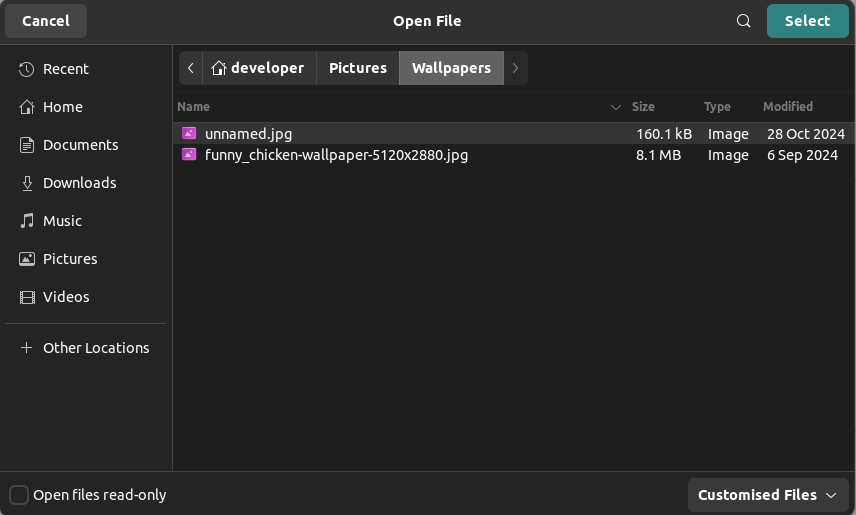 Cancel
Open File
Select
Recent
Home
Documents
Downloads
Music
Pictures
Videos
Other Locations
developer Pictures Wallpapers
Name Size Type Modified
unnamed.jpg 160.1 kB Image 28 Oct 2024
funny_chicken-wallpaper-5120x2880.jpg 8.1 MB Image 6 Sep 2024
Open files read-only
Customised Files